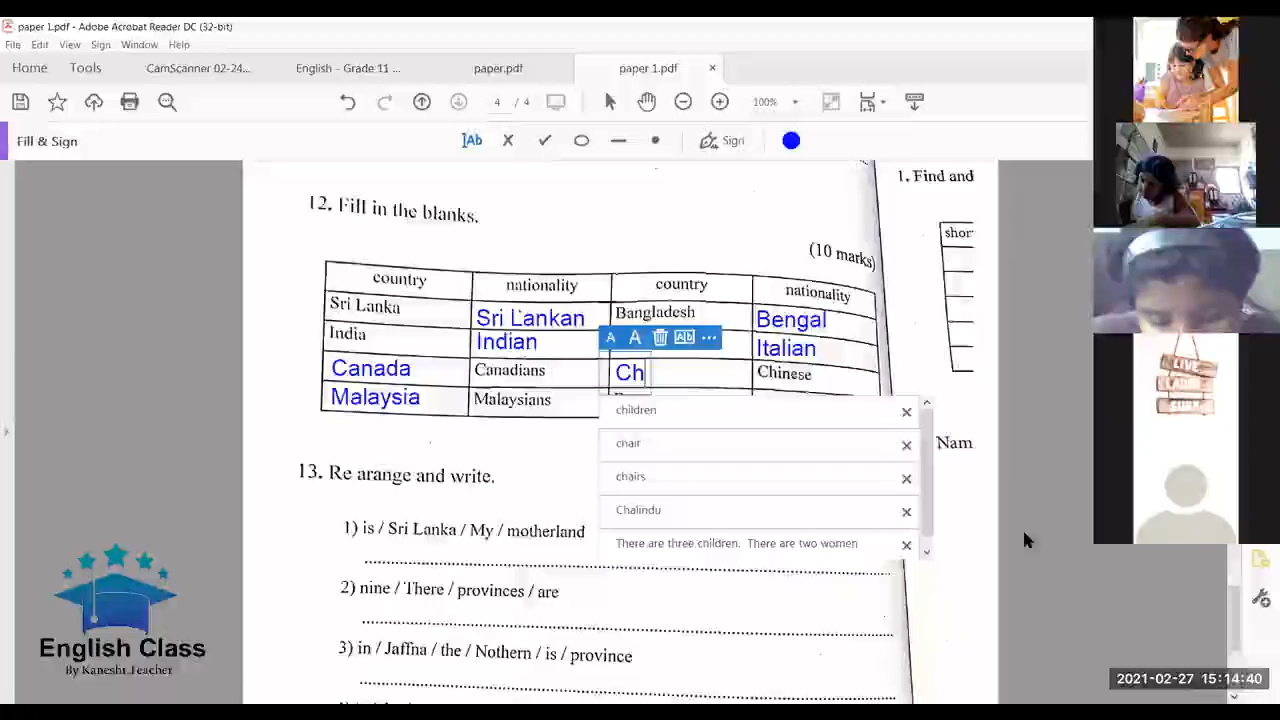 paper 1.pdf - Adobe Acrobat Reader DC (32-bit)
File Edit View Sign Window Help
Home Tools CamScanner 02-24... English - Grade 11 ... paper.pdf paper 1.pdf ×
4 / 4 100%
Fill & Sign Ab Sign
12. Fill in the blanks.
(10 marks)
country nationality country nationality
Sri Lanka Sri Lankan Bangladesh Bengal
India Indian Italian
Canada Canadians Ch Chinese
Malaysia Malaysians
A A Ab ...
children
chair
chairs
Chalindu
There are three children. There are two women
13. Re arange and write.
1) is / Sri Lanka / My / motherland
2) nine / There / provinces / are
3) in / Jaffna / the / Nothern / is / province
1. Find and
shor
Nam
LIVE
LAUGH
English Class
By Kaneshi Teacher
2021-02-27 15:14:40